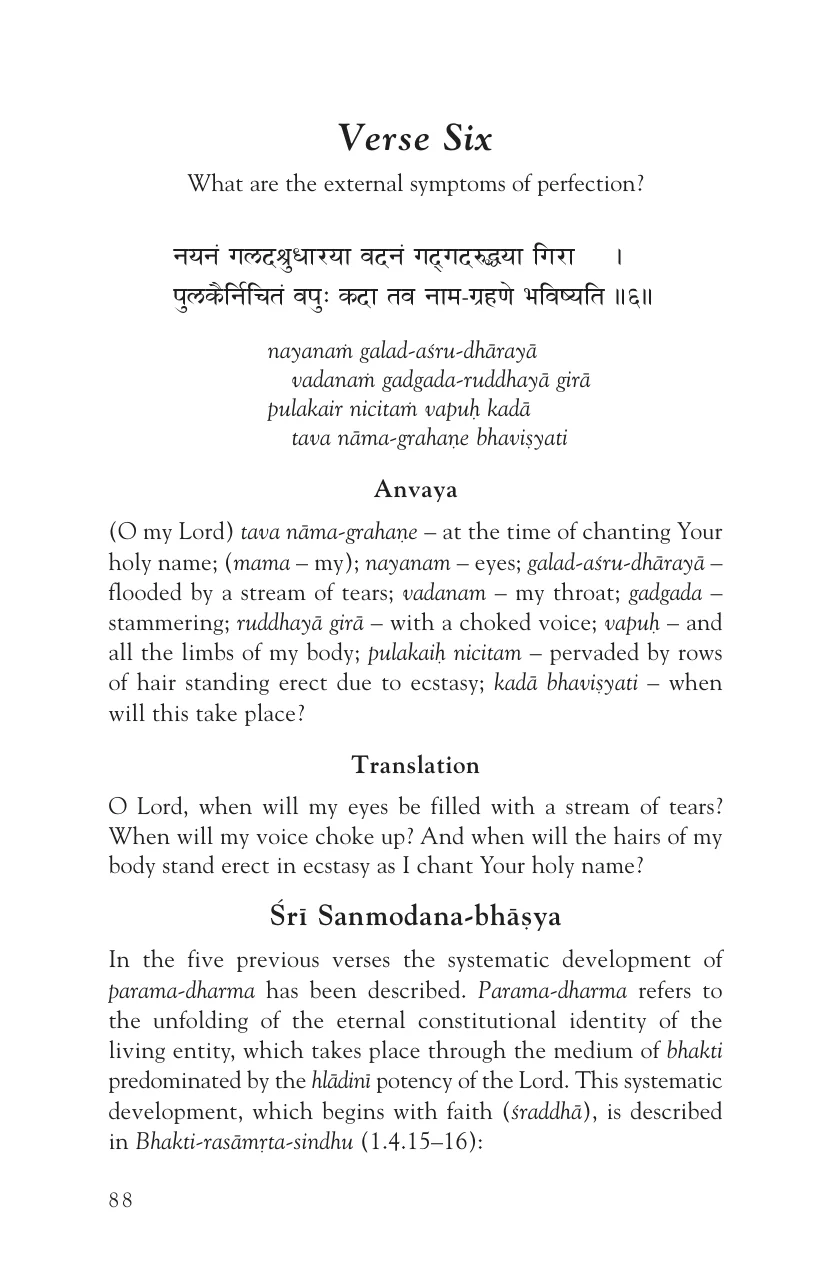 Verse Six
What are the external symptoms of perfection?
नयनं गलदश्रुधारया वदनं गद्गदरुद्धया गिरा ।
पुलकैर्निचितं वपुः कदा तव नाम-ग्रहणे भविष्यति ॥६॥
nayanaṁ galad-aśru-dhārayā
vadanaṁ gadgada-ruddhayā girā
pulakair nicitaṁ vapuḥ kadā
tava nāma-grahaṇe bhaviṣyati
Anvaya
(O my Lord) tava nāma-grahaṇe – at the time of chanting Your
holy name; (mama – my); nayanam – eyes; galad-aśru-dhārayā –
flooded by a stream of tears; vadanam – my throat; gadgada –
stammering; ruddhayā girā – with a choked voice; vapuḥ – and
all the limbs of my body; pulakaiḥ nicitam – pervaded by rows
of hair standing erect due to ecstasy; kadā bhaviṣyati – when
will this take place?
Translation
O Lord, when will my eyes be filled with a stream of tears?
When will my voice choke up? And when will the hairs of my
body stand erect in ecstasy as I chant Your holy name?
Śrī Sanmodana-bhāṣya
In the five previous verses the systematic development of
parama-dharma has been described. Parama-dharma refers to
the unfolding of the eternal constitutional identity of the
living entity, which takes place through the medium of bhakti
predominated by the hlādinī potency of the Lord. This systematic
development, which begins with faith (śraddhā), is described
in Bhakti-rasāmṛta-sindhu (1.4.15–16):
88